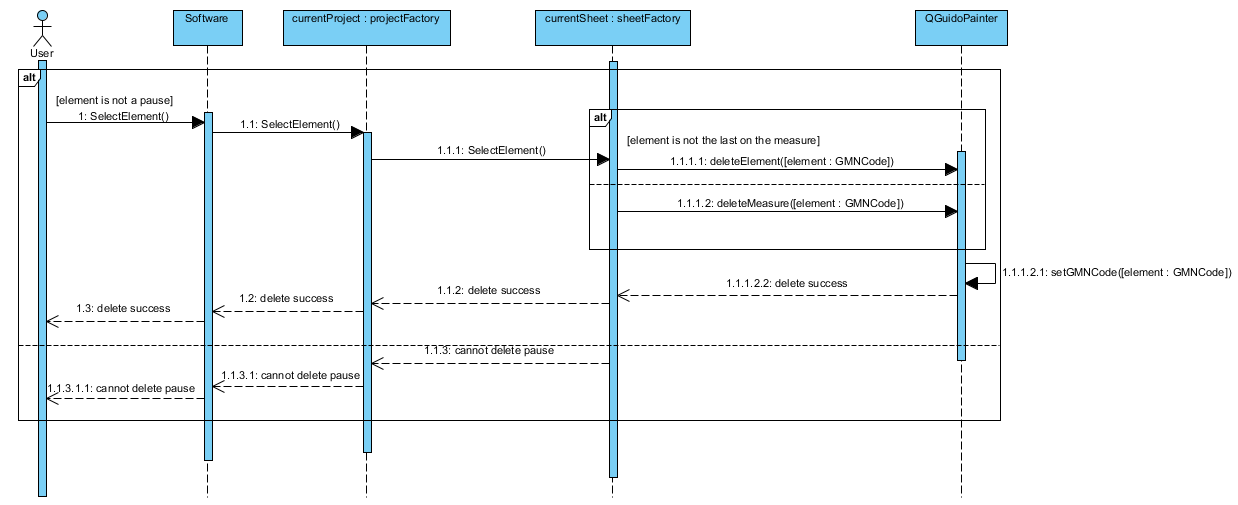 Software
currentProject : projectFactory
currentSheet : sheetFactory
QGuidoPainter
User
alt
[element is not a pause]
1: SelectElement()
1.1: SelectElement()
alt
[element is not the last on the measure]
1.1.1: SelectElement()
1.1.1.1: deleteElement([element : GMNCode])
1.1.1.2: deleteMeasure([element : GMNCode])
1.1.1.2.1: setGMNCode([element : GMNCode])
1.1.1.2.2: delete success
1.1.2: delete success
1.2: delete success
1.3: delete success
1.1.3: cannot delete pause
1.1.3.1: cannot delete pause
1.1.3.1.1: cannot delete pause